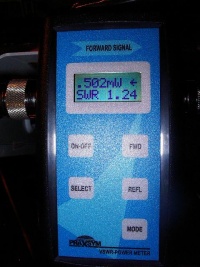 FORWARD SIGNAL
.502mW ←
SWR 1.24
ON-OFF
FWD
SELECT
REFL
MODE
VSWR-POWER METER